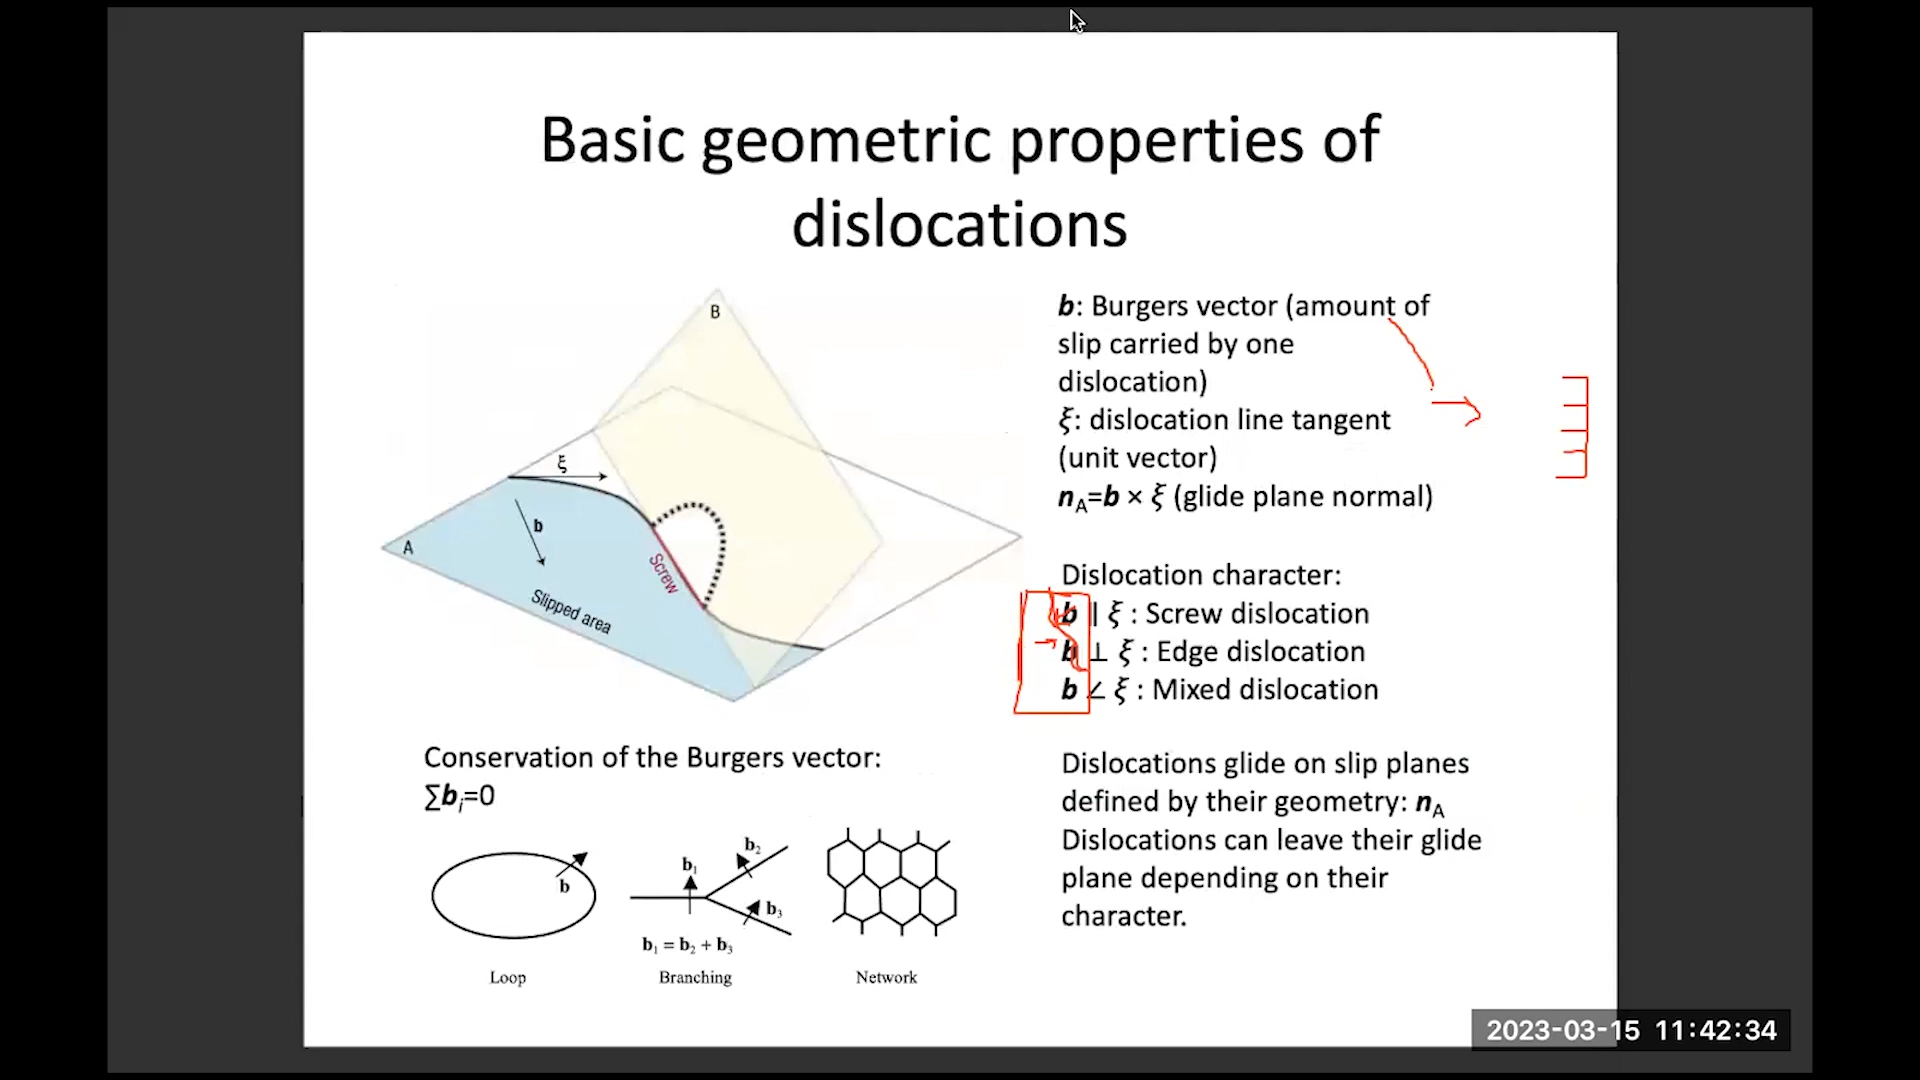 Basic geometric properties of
dislocations
B
ξ
b
A
Screw
Slipped area
b: Burgers vector (amount of
slip carried by one
dislocation)
ξ: dislocation line tangent
(unit vector)
nA=b × ξ (glide plane normal)
Dislocation character:
b ∥ ξ : Screw dislocation
b ⊥ ξ : Edge dislocation
b ∠ ξ : Mixed dislocation
Conservation of the Burgers vector:
∑bi=0
b
Loop
b1
b2
b3
b1 = b2 + b3
Branching
Network
Dislocations glide on slip planes
defined by their geometry: nA
Dislocations can leave their glide
plane depending on their
character.
2023-03-15 11:42:34